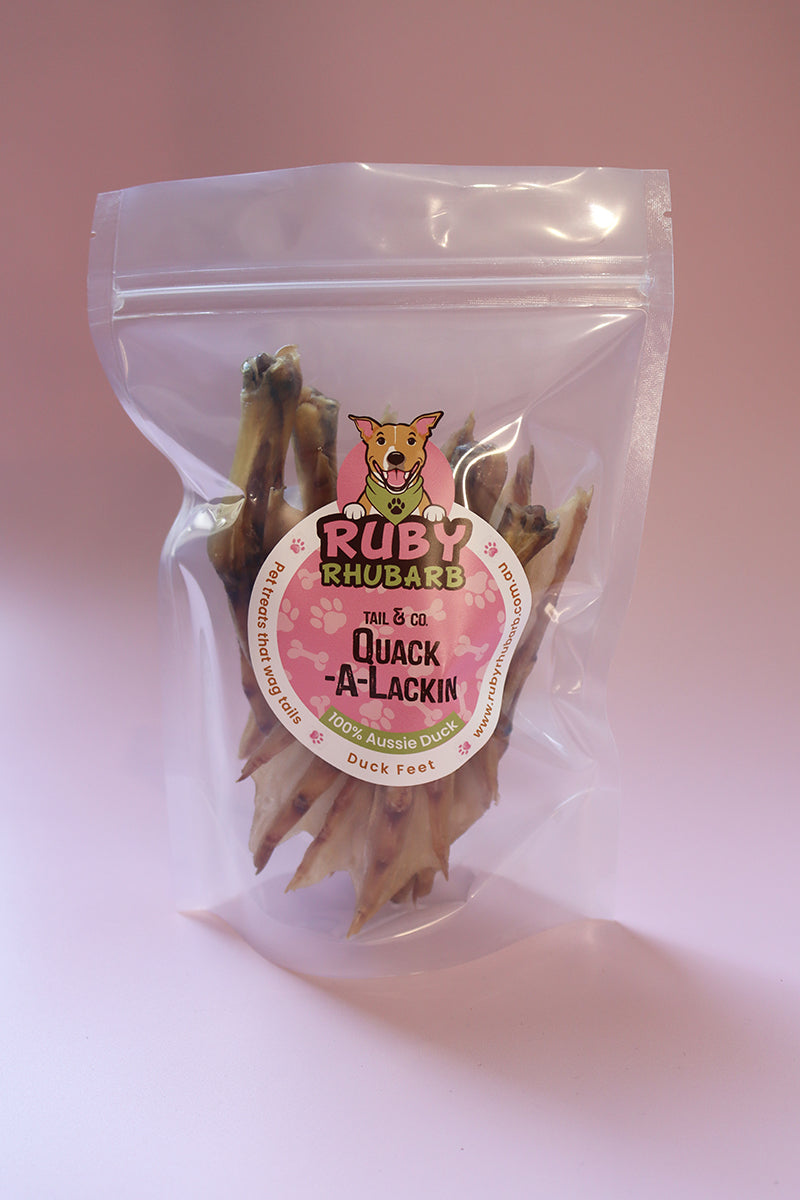 RUBY
RHUBARB
TAIL & CO.
QUACK
-A-LACKIN
100% Aussie Duck
Duck Feet
Pet treats that wag tails
www.rubyrhubarb.com.au